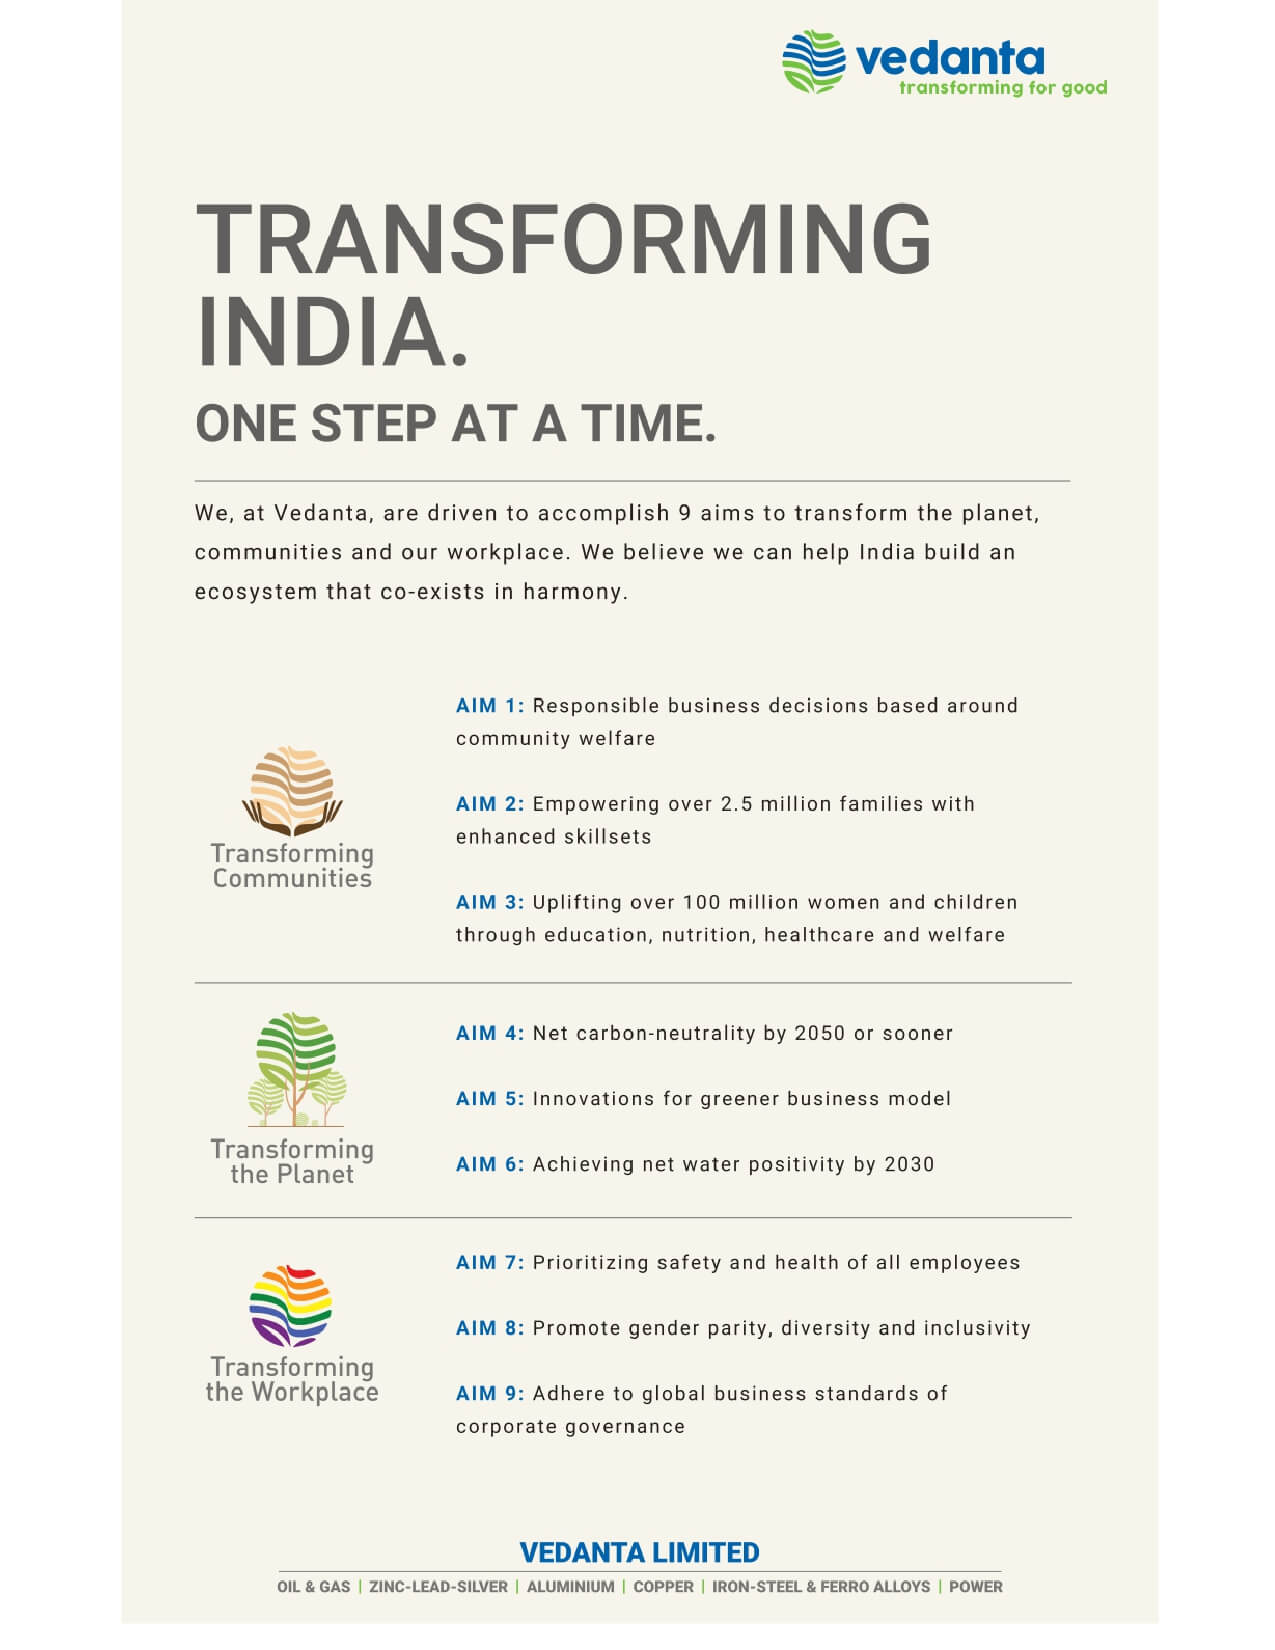 vedanta
transforming for good
TRANSFORMING
INDIA.
ONE STEP AT A TIME.
We, at Vedanta, are driven to accomplish 9 aims to transform the planet,
communities and our workplace. We believe we can help India build an
ecosystem that co-exists in harmony.
Transforming
Communities
AIM 1: Responsible business decisions based around
community welfare
AIM 2: Empowering over 2.5 million families with
enhanced skillsets
AIM 3: Uplifting over 100 million women and children
through education, nutrition, healthcare and welfare
Transforming
the Planet
AIM 4: Net carbon-neutrality by 2050 or sooner
AIM 5: Innovations for greener business model
AIM 6: Achieving net water positivity by 2030
Transforming
the Workplace
AIM 7: Prioritizing safety and health of all employees
AIM 8: Promote gender parity, diversity and inclusivity
AIM 9: Adhere to global business standards of
corporate governance
VEDANTA LIMITED
OIL & GAS | ZINC-LEAD-SILVER | ALUMINIUM | COPPER | IRON-STEEL & FERRO ALLOYS | POWER